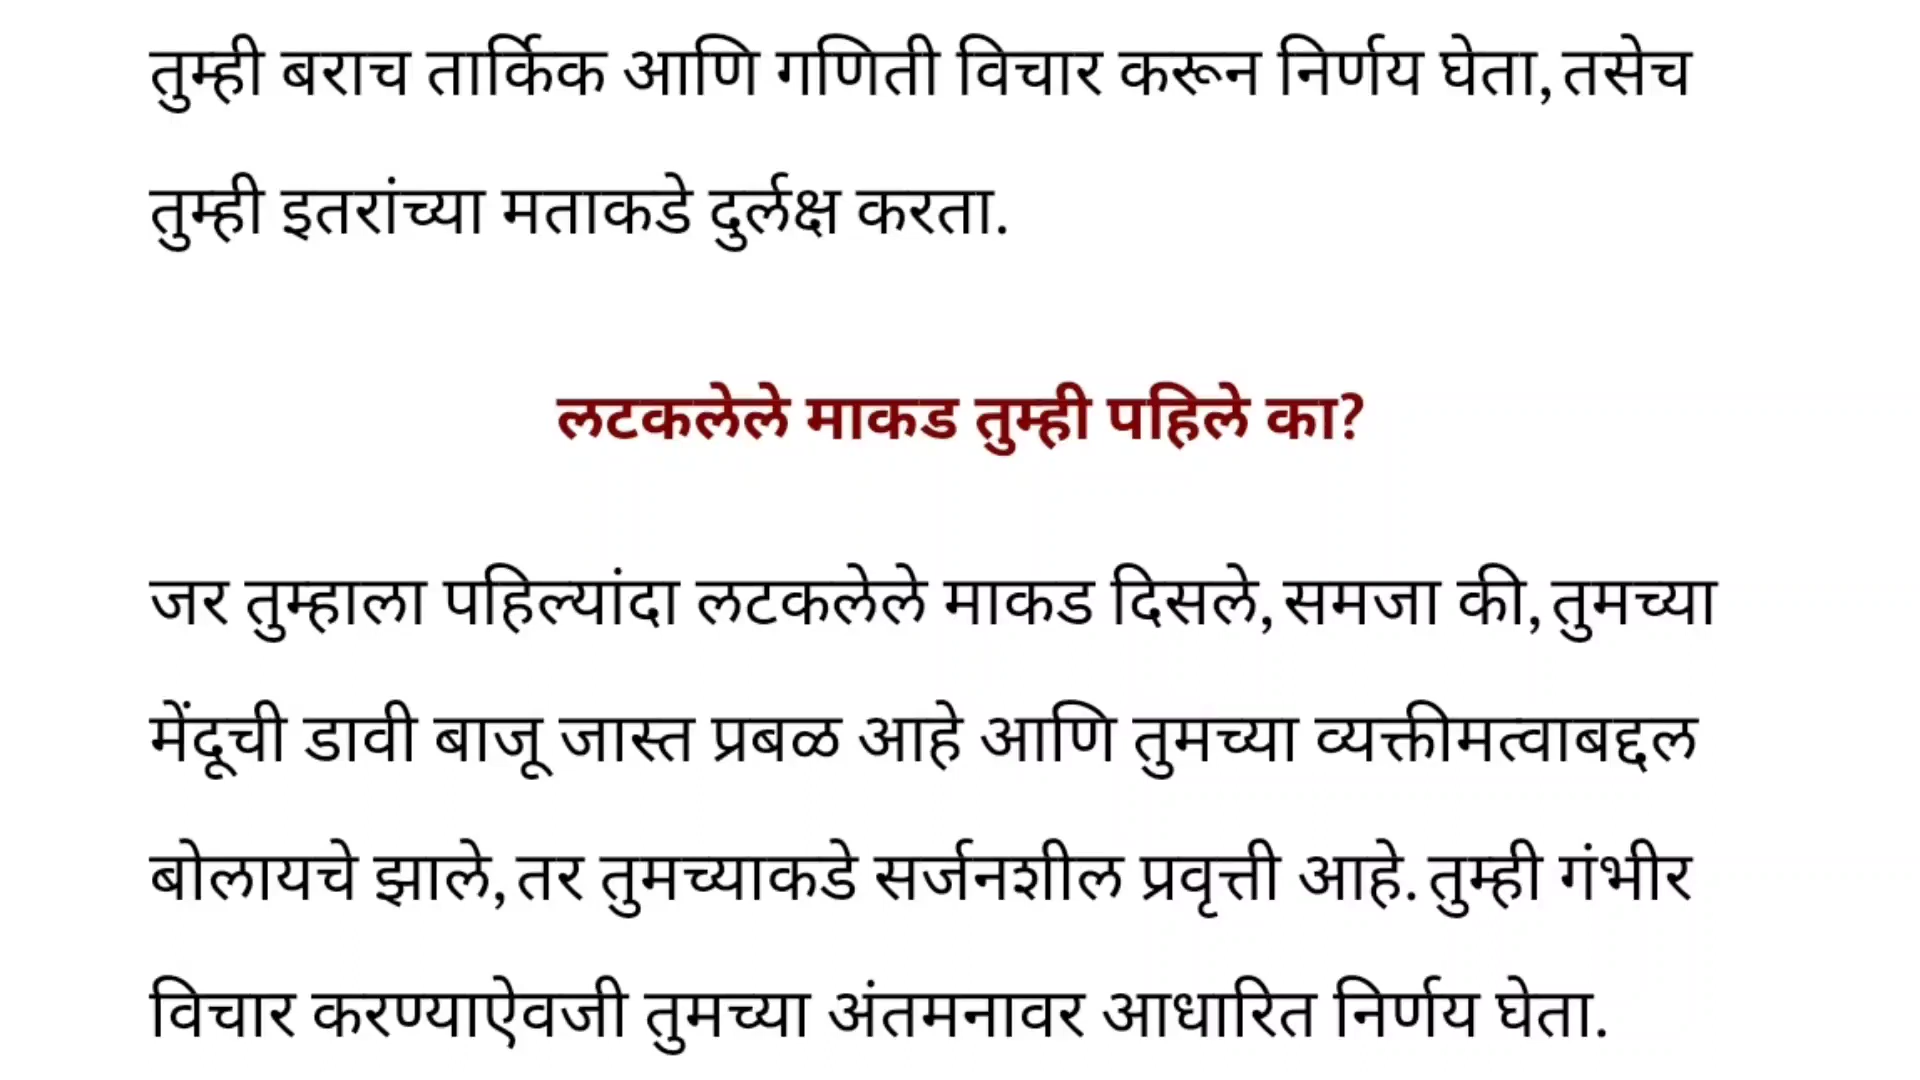 तुम्ही बराच तार्किक आणि गणिती विचार करून निर्णय घेता, तसेच
तुम्ही इतरांच्या मताकडे दुर्लक्ष करता.
लटकलेले माकड तुम्ही पहिले का?
जर तुम्हाला पहिल्यांदा लटकलेले माकड दिसले, समजा की, तुमच्या
मेंदूची डावी बाजू जास्त प्रबळ आहे आणि तुमच्या व्यक्तीमत्वाबद्दल
बोलायचे झाले, तर तुमच्याकडे सर्जनशील प्रवृत्ती आहे. तुम्ही गंभीर
विचार करण्याऐवजी तुमच्या अंतमनावर आधारित निर्णय घेता.